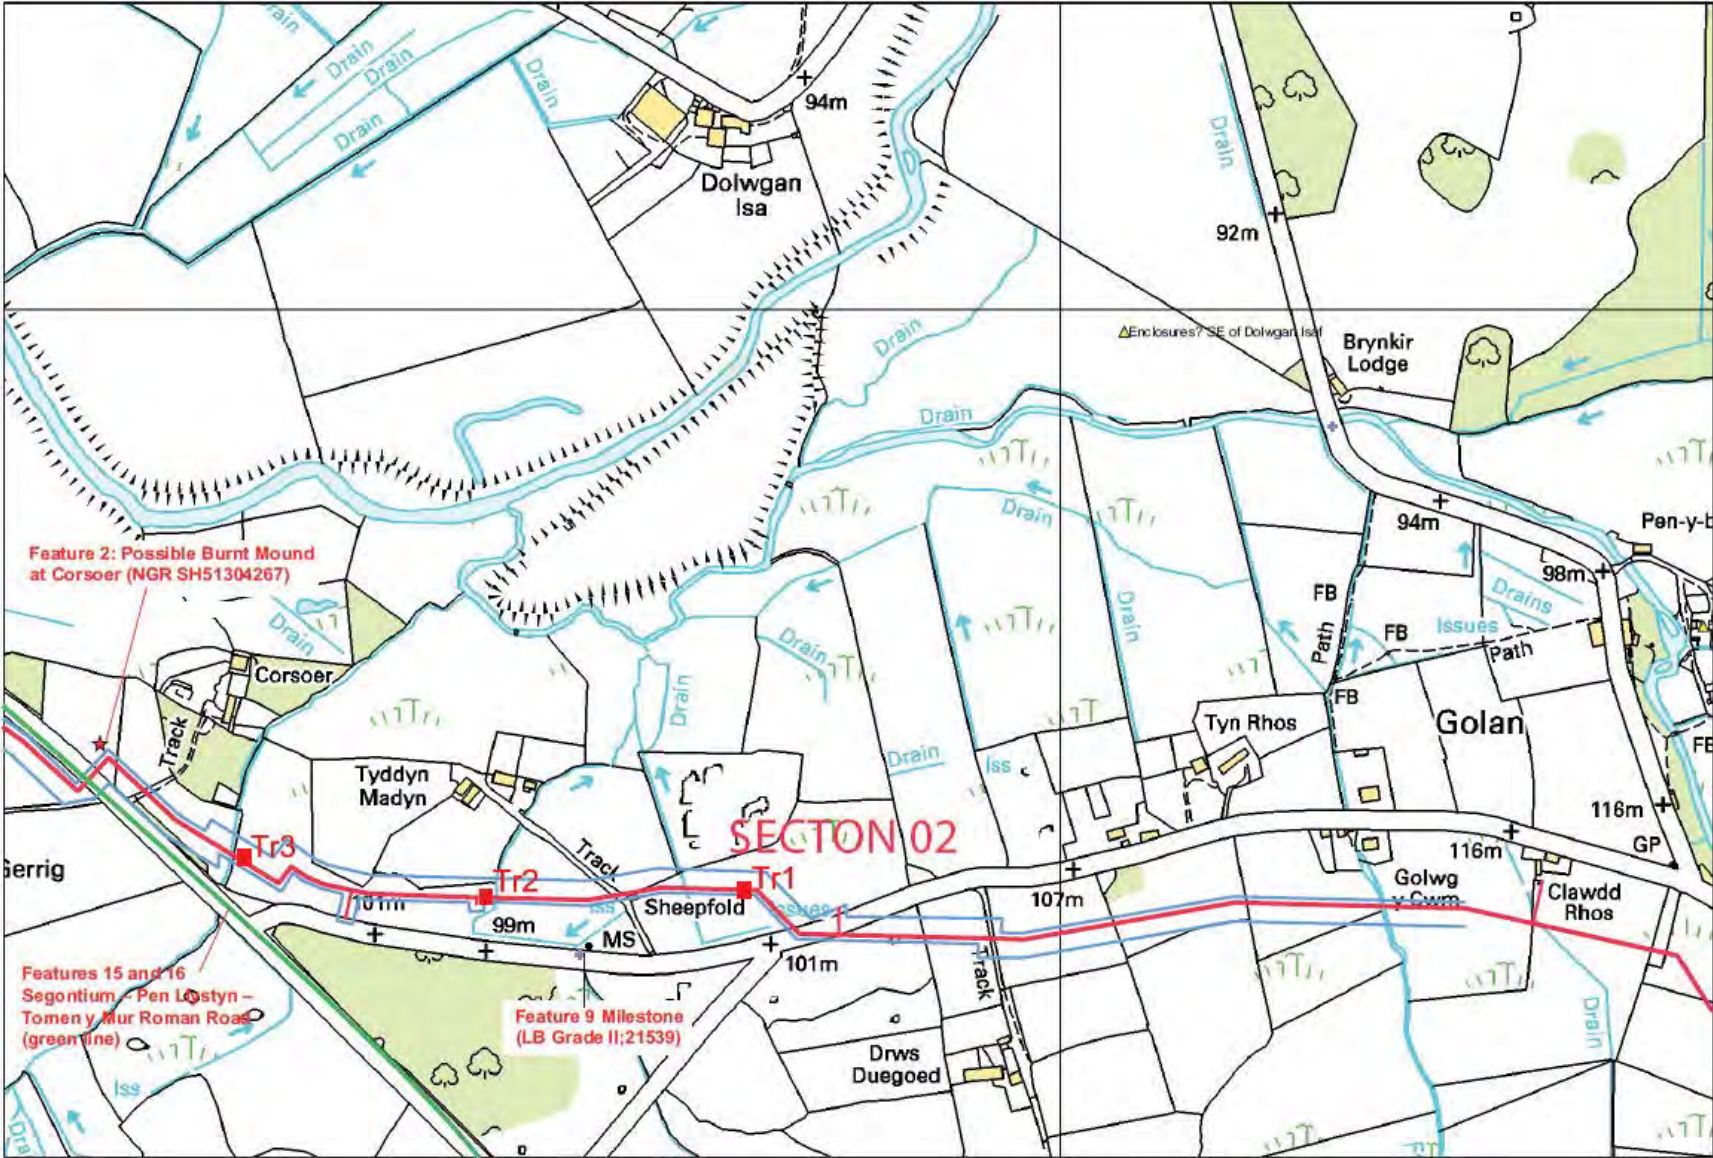 Drain
Drain
Drain
Drain
Drain
94m
Dolwgan
Isa
Drain
92m
Enclosures? SE of Dolwgan Isaf
Brynkir
Lodge
Drain
Drain
Drain
94m
Pen-y-b
98m
Feature 2: Possible Burnt Mound
at Corsoer (NGR SH51304267)
Drain
Drains
Issues
FB
FB
Path
Path
FB
Drain
Drain
Corsoer
Track
Drain
Tyn Rhos
Golan
FB
Drain
Iss
Tyddyn
Madyn
116m
SECTON 02
Tr3
Track
116m
GP
Gerrig
Tr2
Tr1
101m
Iss
Sheepfold
Issues
107m
Golwg
y Cwm
Clawdd
Rhos
99m
MS
101m
Track
Features 15 and 16
Segontium – Pen Llystyn –
Tomen y Mur Roman Road
(green line)
Feature 9 Milestone
(LB Grade II;21539)
Drain
Drws
Duegoed
Iss
Drai